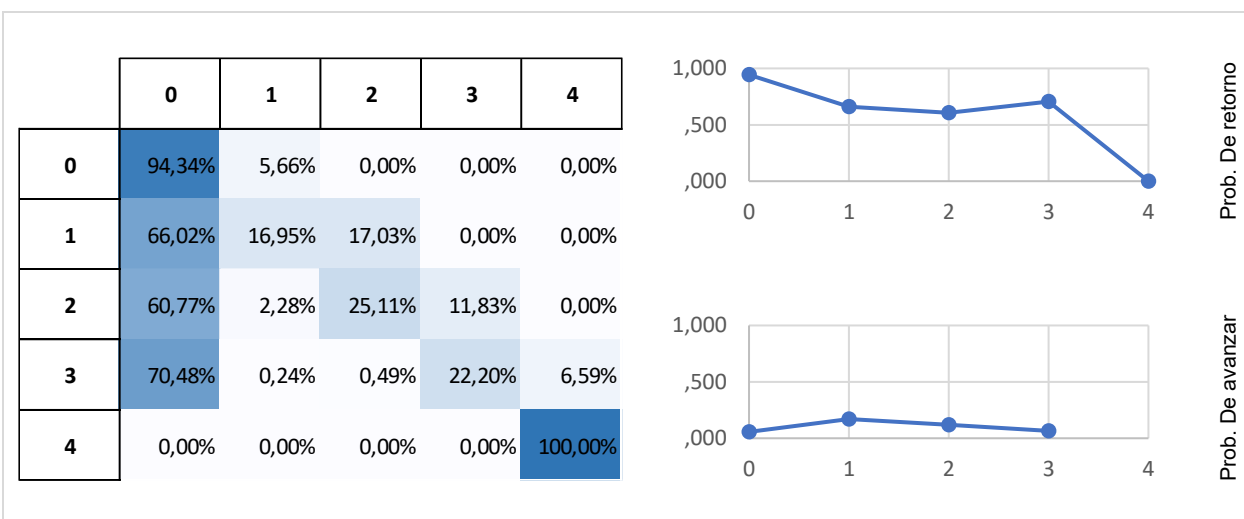 0 1 2 3 4
0 94,34% 5,66% 0,00% 0,00% 0,00%
1 66,02% 16,95% 17,03% 0,00% 0,00%
2 60,77% 2,28% 25,11% 11,83% 0,00%
3 70,48% 0,24% 0,49% 22,20% 6,59%
4 0,00% 0,00% 0,00% 0,00% 100,00%
1,000
,500
,000
0 1 2 3 4
Prob. De retorno
1,000
,500
,000
0 1 2 3 4
Prob. De avanzar